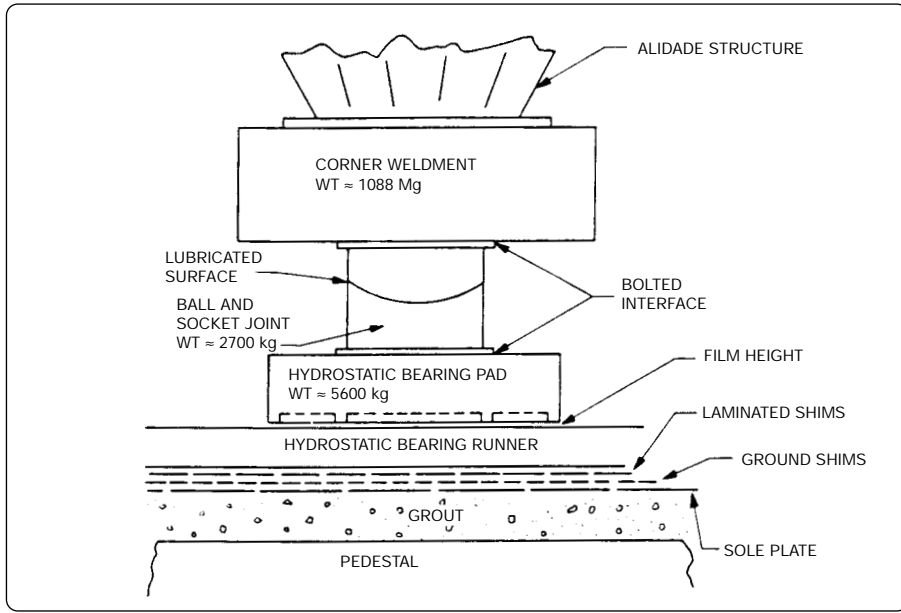 ALIDADE STRUCTURE
CORNER WELDMENT
WT ≈ 1088 Mg
LUBRICATED
SURFACE
BALL AND
SOCKET JOINT
WT ≈ 2700 kg
BOLTED
INTERFACE
FILM HEIGHT
HYDROSTATIC BEARING PAD
WT ≈ 5600 kg
LAMINATED SHIMS
HYDROSTATIC BEARING RUNNER
GROUND SHIMS
GROUT
SOLE PLATE
PEDESTAL